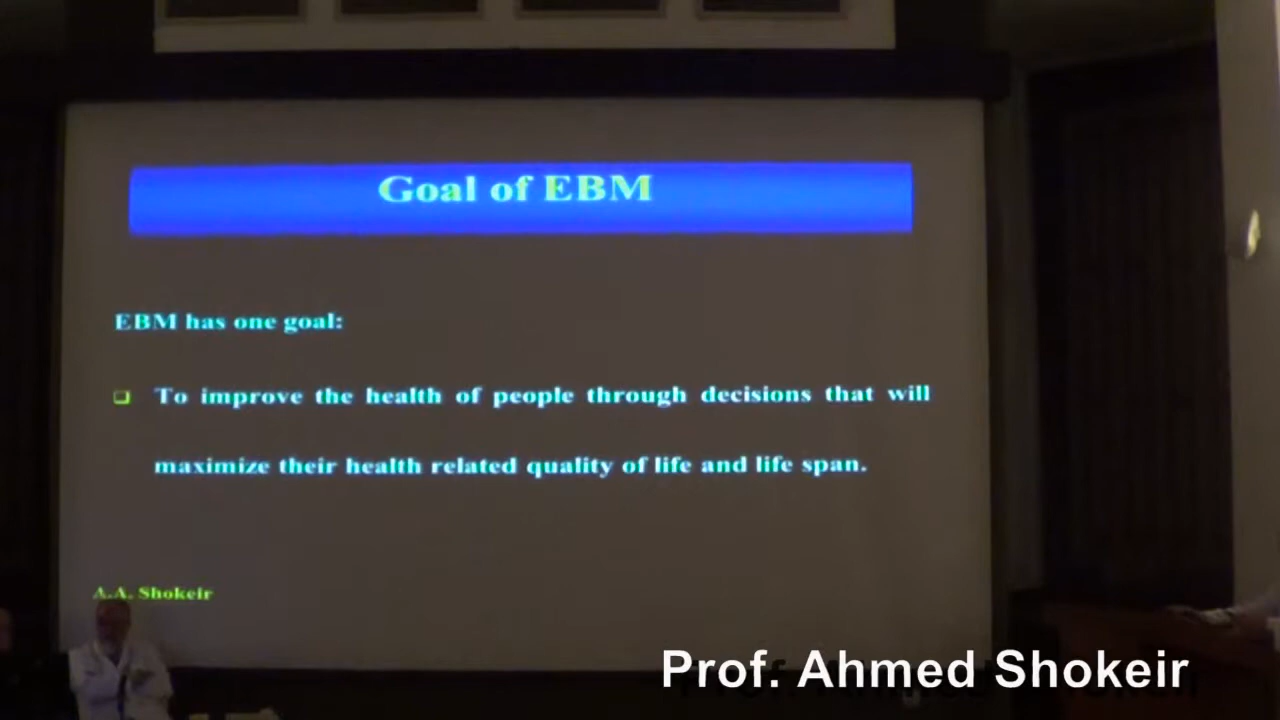 Goal of EBM
EBM has one goal:
❑ To improve the health of people through decisions that will
maximize their health related quality of life and life span.
A.A. Shokeir
Prof. Ahmed Shokeir